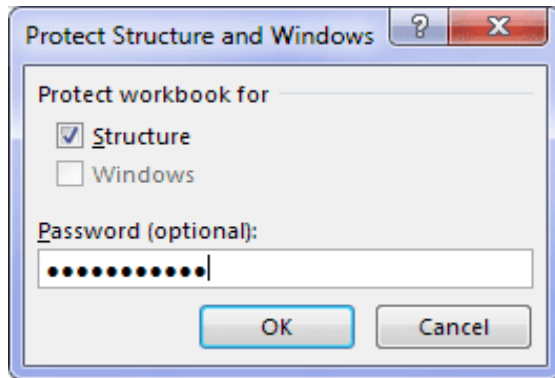 Protect Structure and Windows
Protect workbook for
Structure
Windows
Password (optional):
•••••••••••
OK
Cancel